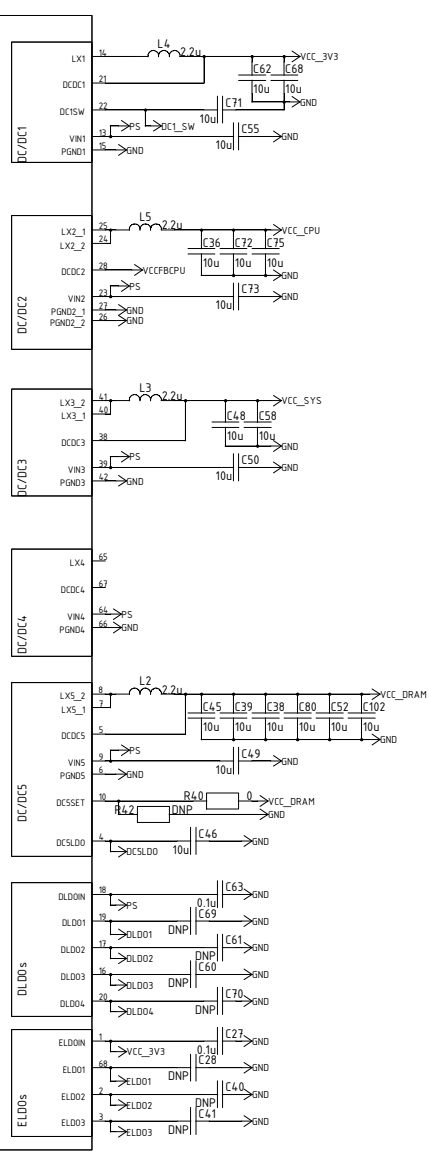 L4
LX1 14 2.2u VCC_3V3
C62 C68
DCDC1 21
10u 10u
DC1SW 22 C71 GND
10u
PS DC1_SW C55
VIN1 13 GND
PGND1 15 GND 10u
DC/DC1
L5
LX2_1 25 2.2u VCC_CPU
LX2_2 24 C36 C72 C75
10u 10u 10u
DCDC2 28 VCCFBCPU GND
PS
VIN2 23 C73 GND
PGND2_1 27 GND 10u
PGND2_2 26 GND
DC/DC2
L3
LX3_2 41 2.2u VCC_SYS
LX3_1 40 C48 C58
10u 10u
DCDC3 38 GND
PS C50
VIN3 39 GND
PGND3 42 GND 10u
DC/DC3
LX4 65
DCDC4 67
VIN4 64 PS
PGND4 66 GND
DC/DC4
L2
LX5_2 8 2.2u VCC_DRAM
LX5_1 7 C45 C39 C38 C80 C52 C102
10u 10u 10u 10u 10u 10u
DCDC5 5 GND
PS C49
VIN5 9 GND
PGND5 6 GND 10u
DC5SET 10 R40 0 VCC_DRAM
R42 DNP GND
DC5LDO 4 C46 GND
DC5LDO 10u
DC/DC5
DLDOIN 18 C63 GND
PS 0.1u
DLDO1 19 C69 GND
DLDO1 DNP
DLDO2 17 C61 GND
DLDO2 DNP
DLDO3 16 C60 GND
DLDO3 DNP
DLDO4 20 C70 GND
DLDO4 DNP
DLDOs
ELDOIN 1 C27 GND
VCC_3V3 0.1u
ELDO1 68 C28 GND
ELDO1 DNP
ELDO2 2 C40 GND
ELDO2 DNP
ELDO3 3 C41 GND
ELDO3 DNP
ELDOs